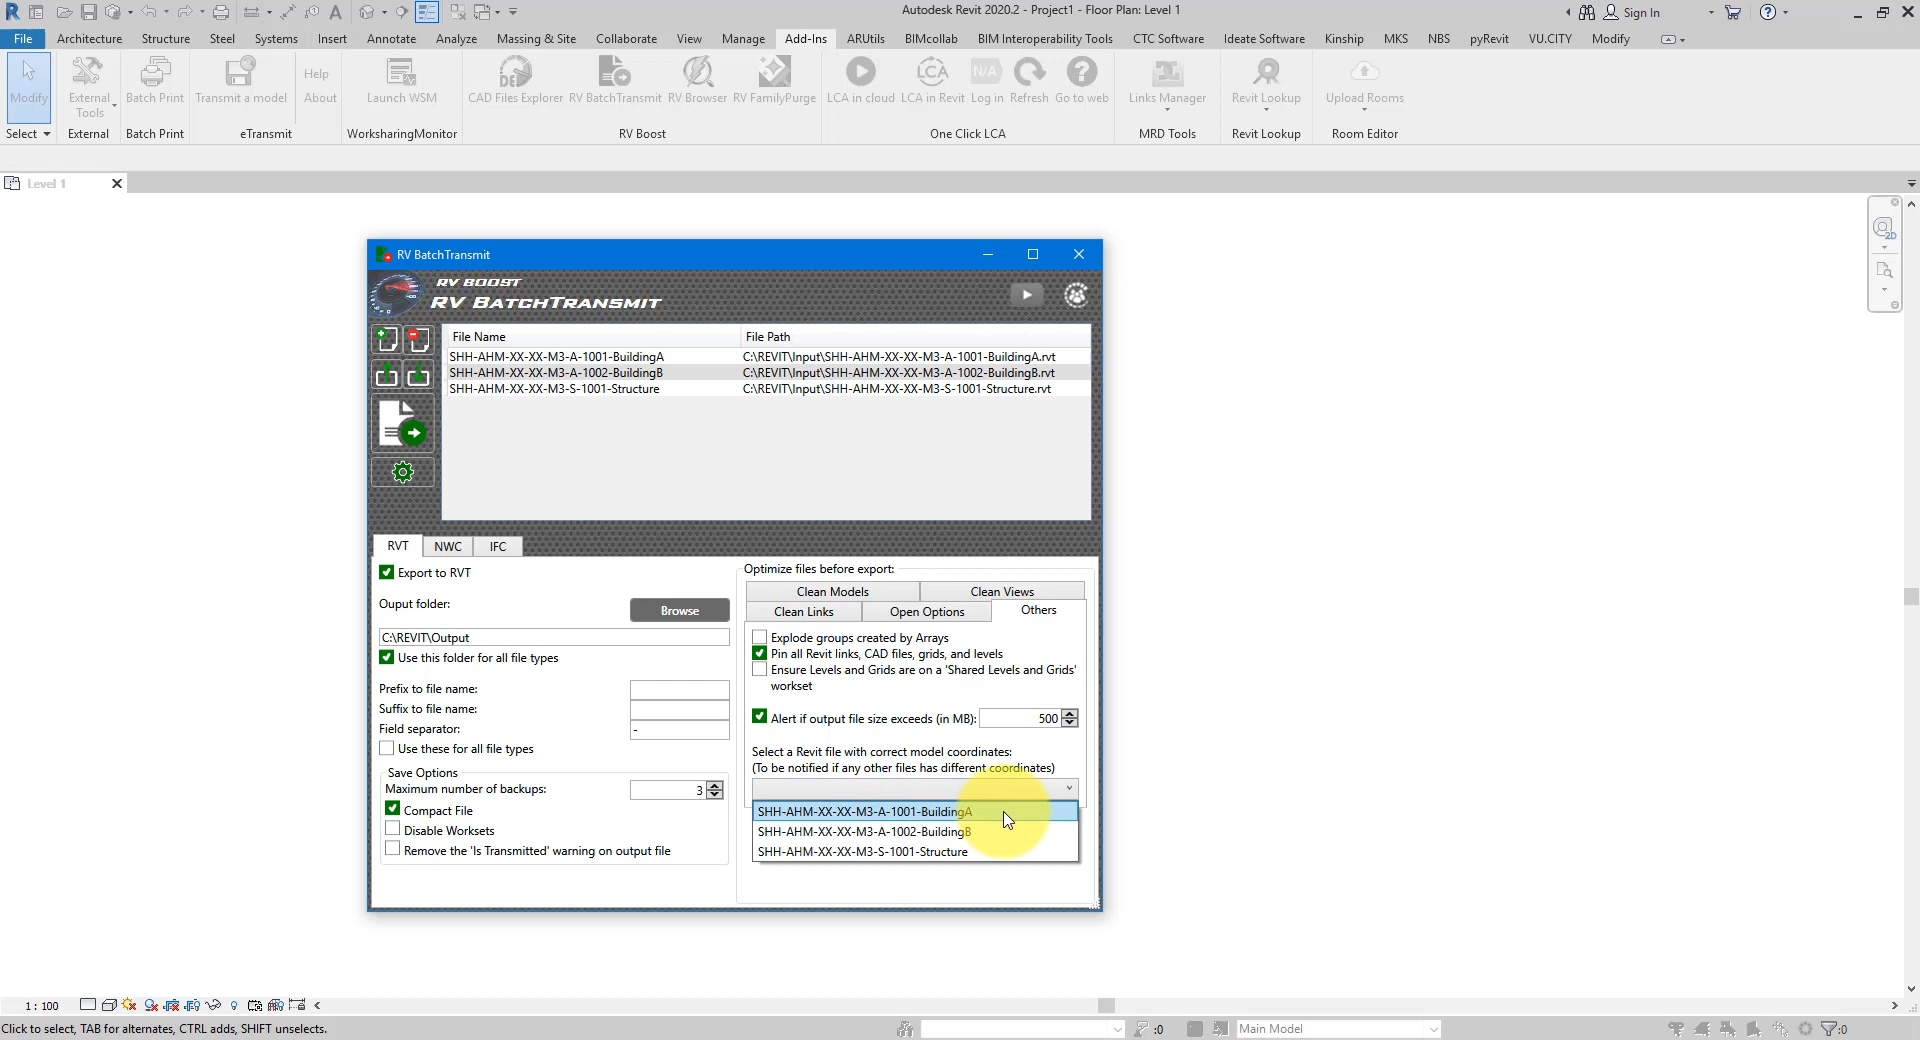 Autodesk Revit 2020.2 - Project1 - Floor Plan: Level 1
Sign In
File Architecture Structure Steel Systems Insert Annotate Analyze Massing & Site Collaborate View Manage Add-Ins ARUtils BIMcollab BIM Interoperability Tools CTC Software Ideate Software Kinship MKS NBS pyRevit VU.CITY Modify
Modify
External Tools
Batch Print
Transmit a model
Help
About
Launch WSM
CAD Files Explorer
RV BatchTransmit
RV Browser
RV FamilyPurge
LCA in cloud
LCA in Revit
N/A
Log in
Refresh
Go to web
Links Manager
Revit Lookup
Upload Rooms
Select External Batch Print eTransmit WorksharingMonitor RV Boost One Click LCA MRD Tools Revit Lookup Room Editor
Level 1
2D
RV BatchTransmit
RV BOOST
RV BATCHTRANSMIT
File Name File Path
SHH-AHM-XX-XX-M3-A-1001-BuildingA C:\REVIT\Input\SHH-AHM-XX-XX-M3-A-1001-BuildingA.rvt
SHH-AHM-XX-XX-M3-A-1002-BuildingB C:\REVIT\Input\SHH-AHM-XX-XX-M3-A-1002-BuildingB.rvt
SHH-AHM-XX-XX-M3-S-1001-Structure C:\REVIT\Input\SHH-AHM-XX-XX-M3-S-1001-Structure.rvt
RVT NWC IFC
Export to RVT
Ouput folder:
Browse
C:\REVIT\Output
Use this folder for all file types
Prefix to file name:
Suffix to file name:
Field separator: -
Use these for all file types
Save Options
Maximum number of backups: 3
Compact File
Disable Worksets
Remove the 'Is Transmitted' warning on output file
Optimize files before export:
Clean Models Clean Views
Clean Links Open Options Others
Explode groups created by Arrays
Pin all Revit links, CAD files, grids, and levels
Ensure Levels and Grids are on a 'Shared Levels and Grids'
workset
Alert if output file size exceeds (in MB): 500
Select a Revit file with correct model coordinates:
(To be notified if any other files has different coordinates)
SHH-AHM-XX-XX-M3-A-1001-BuildingA
SHH-AHM-XX-XX-M3-A-1002-BuildingB
SHH-AHM-XX-XX-M3-S-1001-Structure
1 : 100
Click to select, TAB for alternates, CTRL adds, SHIFT unselects.
:0
Main Model
:0